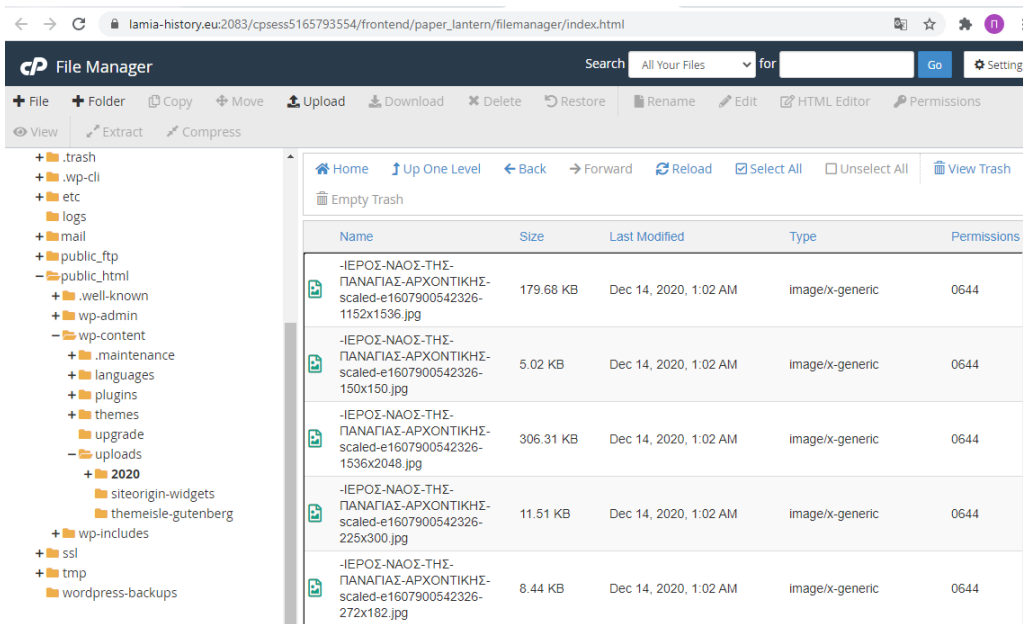 lamia-history.eu:2083/cpsess5165793554/frontend/paper_lantern/filemanager/index.html
П
cP File Manager
Search All Your Files for Go Setting
File Folder Copy Move Upload Download Delete Restore Rename Edit HTML Editor Permissions
View Extract Compress
.trash
.wp-cli
etc
logs
mail
public_ftp
public_html
.well-known
wp-admin
wp-content
.maintenance
languages
plugins
themes
upgrade
uploads
2020
siteorigin-widgets
themeisle-gutenberg
wp-includes
ssl
tmp
wordpress-backups
Home Up One Level Back Forward Reload Select All Unselect All View Trash
Empty Trash
Name Size Last Modified Type Permissions
-ΙΕΡΟΣ-ΝΑΟΣ-ΤΗΣ-
ΠΑΝΑΓΙΑΣ-ΑΡΧΟΝΤΙΚΗΣ-
scaled-e1607900542326-
1152x1536.jpg
179.68 KB Dec 14, 2020, 1:02 AM image/x-generic 0644
-ΙΕΡΟΣ-ΝΑΟΣ-ΤΗΣ-
ΠΑΝΑΓΙΑΣ-ΑΡΧΟΝΤΙΚΗΣ-
scaled-e1607900542326-
150x150.jpg
5.02 KB Dec 14, 2020, 1:02 AM image/x-generic 0644
-ΙΕΡΟΣ-ΝΑΟΣ-ΤΗΣ-
ΠΑΝΑΓΙΑΣ-ΑΡΧΟΝΤΙΚΗΣ-
scaled-e1607900542326-
1536x2048.jpg
306.31 KB Dec 14, 2020, 1:02 AM image/x-generic 0644
-ΙΕΡΟΣ-ΝΑΟΣ-ΤΗΣ-
ΠΑΝΑΓΙΑΣ-ΑΡΧΟΝΤΙΚΗΣ-
scaled-e1607900542326-
225x300.jpg
11.51 KB Dec 14, 2020, 1:02 AM image/x-generic 0644
-ΙΕΡΟΣ-ΝΑΟΣ-ΤΗΣ-
ΠΑΝΑΓΙΑΣ-ΑΡΧΟΝΤΙΚΗΣ-
scaled-e1607900542326-
272x182.jpg
8.44 KB Dec 14, 2020, 1:02 AM image/x-generic 0644